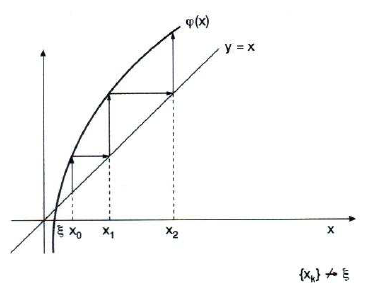 φ(x)
y = x
ξ x₀ x₁ x₂ x
{xₖ} ↛ ξ